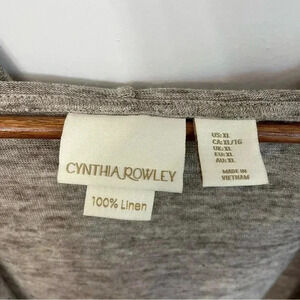 CYNTHIA ROWLEY
100% Linen
US: XL
CA: XL/TG
UK: XL
EU: XL
AU: XL
MADE IN
VIETNAM